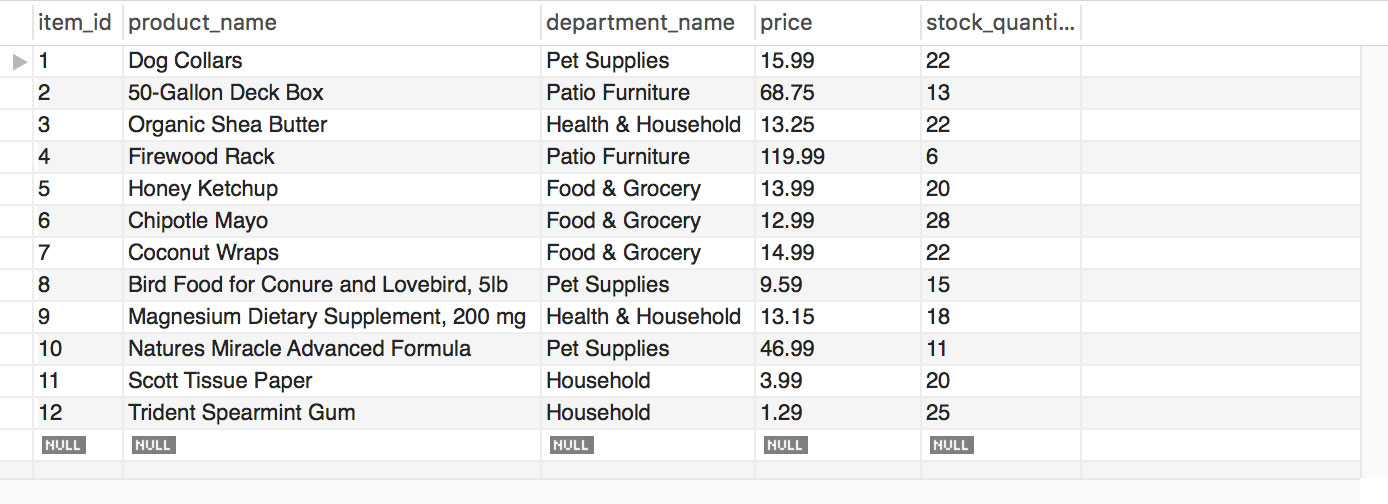 item_id product_name department_name price stock_quanti...
1 Dog Collars Pet Supplies 15.99 22
2 50-Gallon Deck Box Patio Furniture 68.75 13
3 Organic Shea Butter Health & Household 13.25 22
4 Firewood Rack Patio Furniture 119.99 6
5 Honey Ketchup Food & Grocery 13.99 20
6 Chipotle Mayo Food & Grocery 12.99 28
7 Coconut Wraps Food & Grocery 14.99 22
8 Bird Food for Conure and Lovebird, 5lb Pet Supplies 9.59 15
9 Magnesium Dietary Supplement, 200 mg Health & Household 13.15 18
10 Natures Miracle Advanced Formula Pet Supplies 46.99 11
11 Scott Tissue Paper Household 3.99 20
12 Trident Spearmint Gum Household 1.29 25
NULL NULL NULL NULL NULL